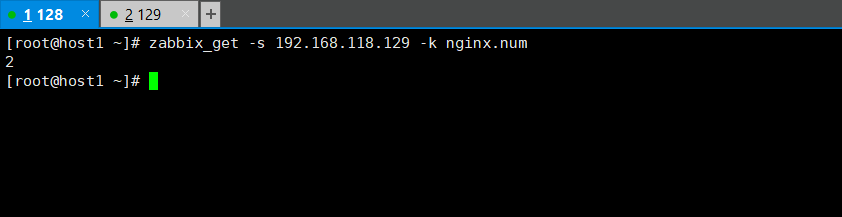 1 128 × 2 129 × +
[root@host1 ~]# zabbix_get -s 192.168.118.129 -k nginx.num
2
[root@host1 ~]#